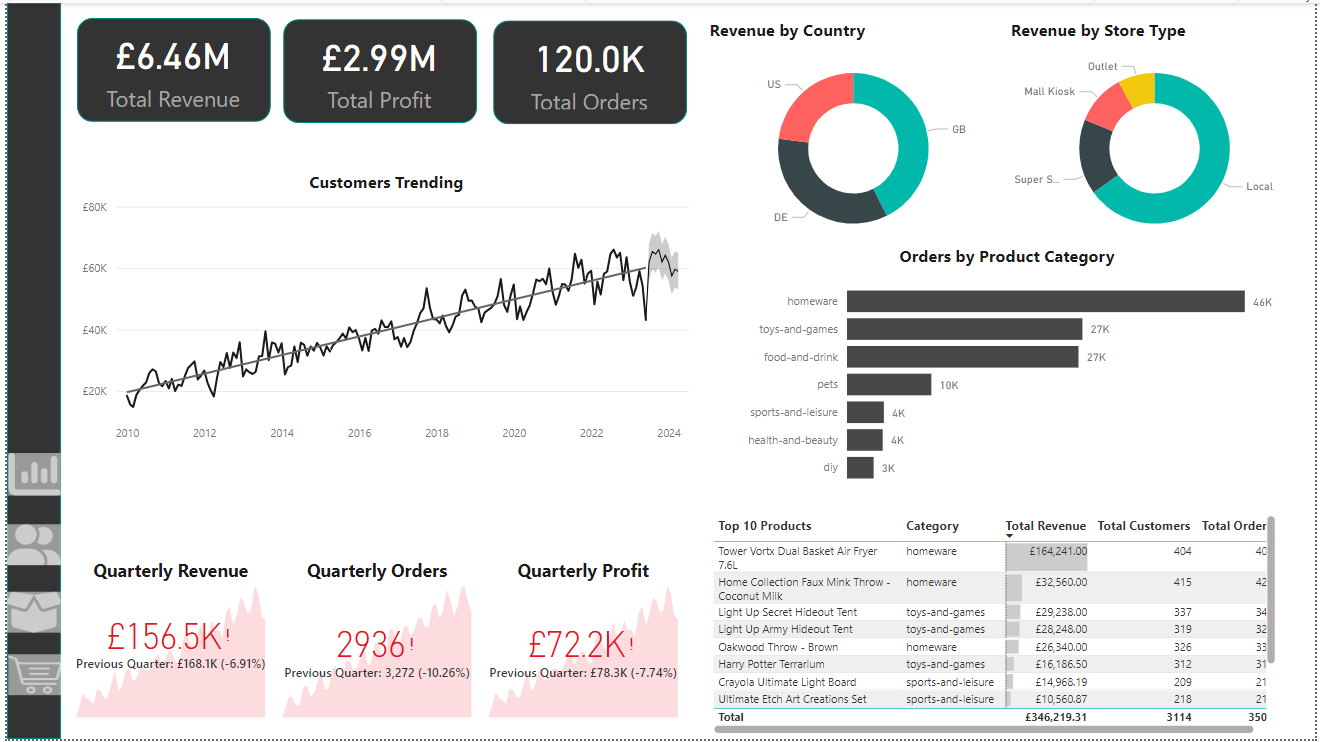 £6.46M
Total Revenue
£2.99M
Total Profit
120.0K
Total Orders
Customers Trending
£80K
£60K
£40K
£20K
2010 2012 2014 2016 2018 2020 2022 2024
Quarterly Revenue
£156.5K!
Previous Quarter: £168.1K (-6.91%)
Quarterly Orders
2936!
Previous Quarter: 3,272 (-10.26%)
Quarterly Profit
£72.2K!
Previous Quarter: £78.3K (-7.74%)
Revenue by Country
US
GB
DE
Revenue by Store Type
Outlet
Mall Kiosk
Super S...
Local
Orders by Product Category
homeware 46K
toys-and-games 27K
food-and-drink 27K
pets 10K
sports-and-leisure 4K
health-and-beauty 4K
diy 3K
Top 10 Products Category Total Revenue Total Customers Total Order
Tower Vortx Dual Basket Air Fryer homeware £164,241.00 404 40
7.6L
Home Collection Faux Mink Throw - homeware £32,560.00 415 42
Coconut Milk
Light Up Secret Hideout Tent toys-and-games £29,238.00 337 34
Light Up Army Hideout Tent toys-and-games £28,248.00 319 32
Oakwood Throw - Brown homeware £26,340.00 326 33
Harry Potter Terrarium toys-and-games £16,186.50 312 31
Crayola Ultimate Light Board sports-and-leisure £14,968.19 209 21
Ultimate Etch Art Creations Set sports-and-leisure £10,560.87 218 21
Total £346,219.31 3114 350